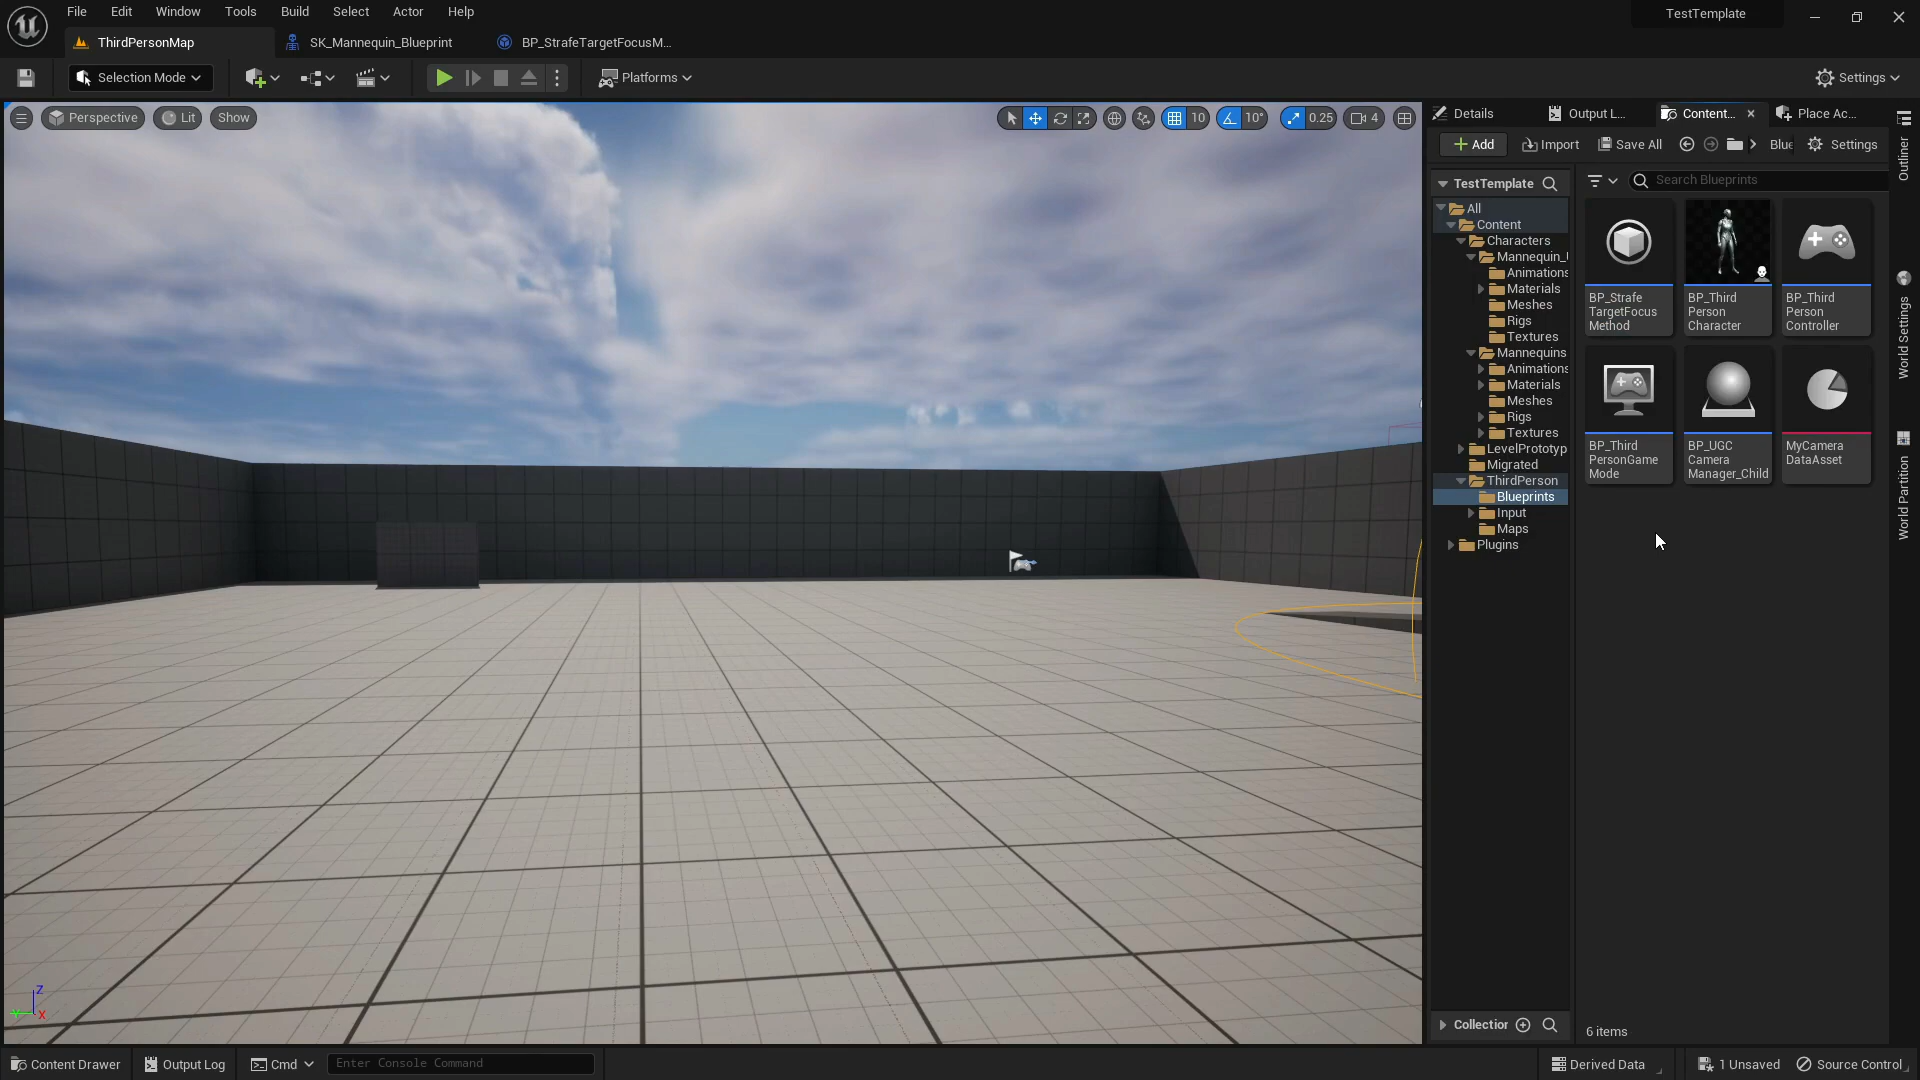 File Edit Window Tools Build Select Actor Help
TestTemplate
ThirdPersonMap
SK_Mannequin_Blueprint
BP_StrafeTargetFocusM...
Selection Mode
Platforms
Settings
Perspective
Lit
Show
10
10°
0.25
4
Details
Output L...
Content...
Place Ac...
Add
Import
Save All
Blue
Settings
TestTemplate
Search Blueprints
All
Content
Characters
Mannequin_
Animations
Materials
Meshes
Rigs
Textures
Mannequins
Animations
Materials
Meshes
Rigs
Textures
LevelPrototyp
Migrated
ThirdPerson
Blueprints
Input
Maps
Plugins
BP_Strafe
TargetFocus
Method
BP_Third
Person
Character
BP_Third
Person
Controller
BP_Third
PersonGame
Mode
BP_UGC
Camera
Manager_Child
MyCamera
DataAsset
Outliner
World Settings
World Partition
Z
Y
X
Collection
6 items
Content Drawer
Output Log
Cmd
Enter Console Command
Derived Data
1 Unsaved
Source Control